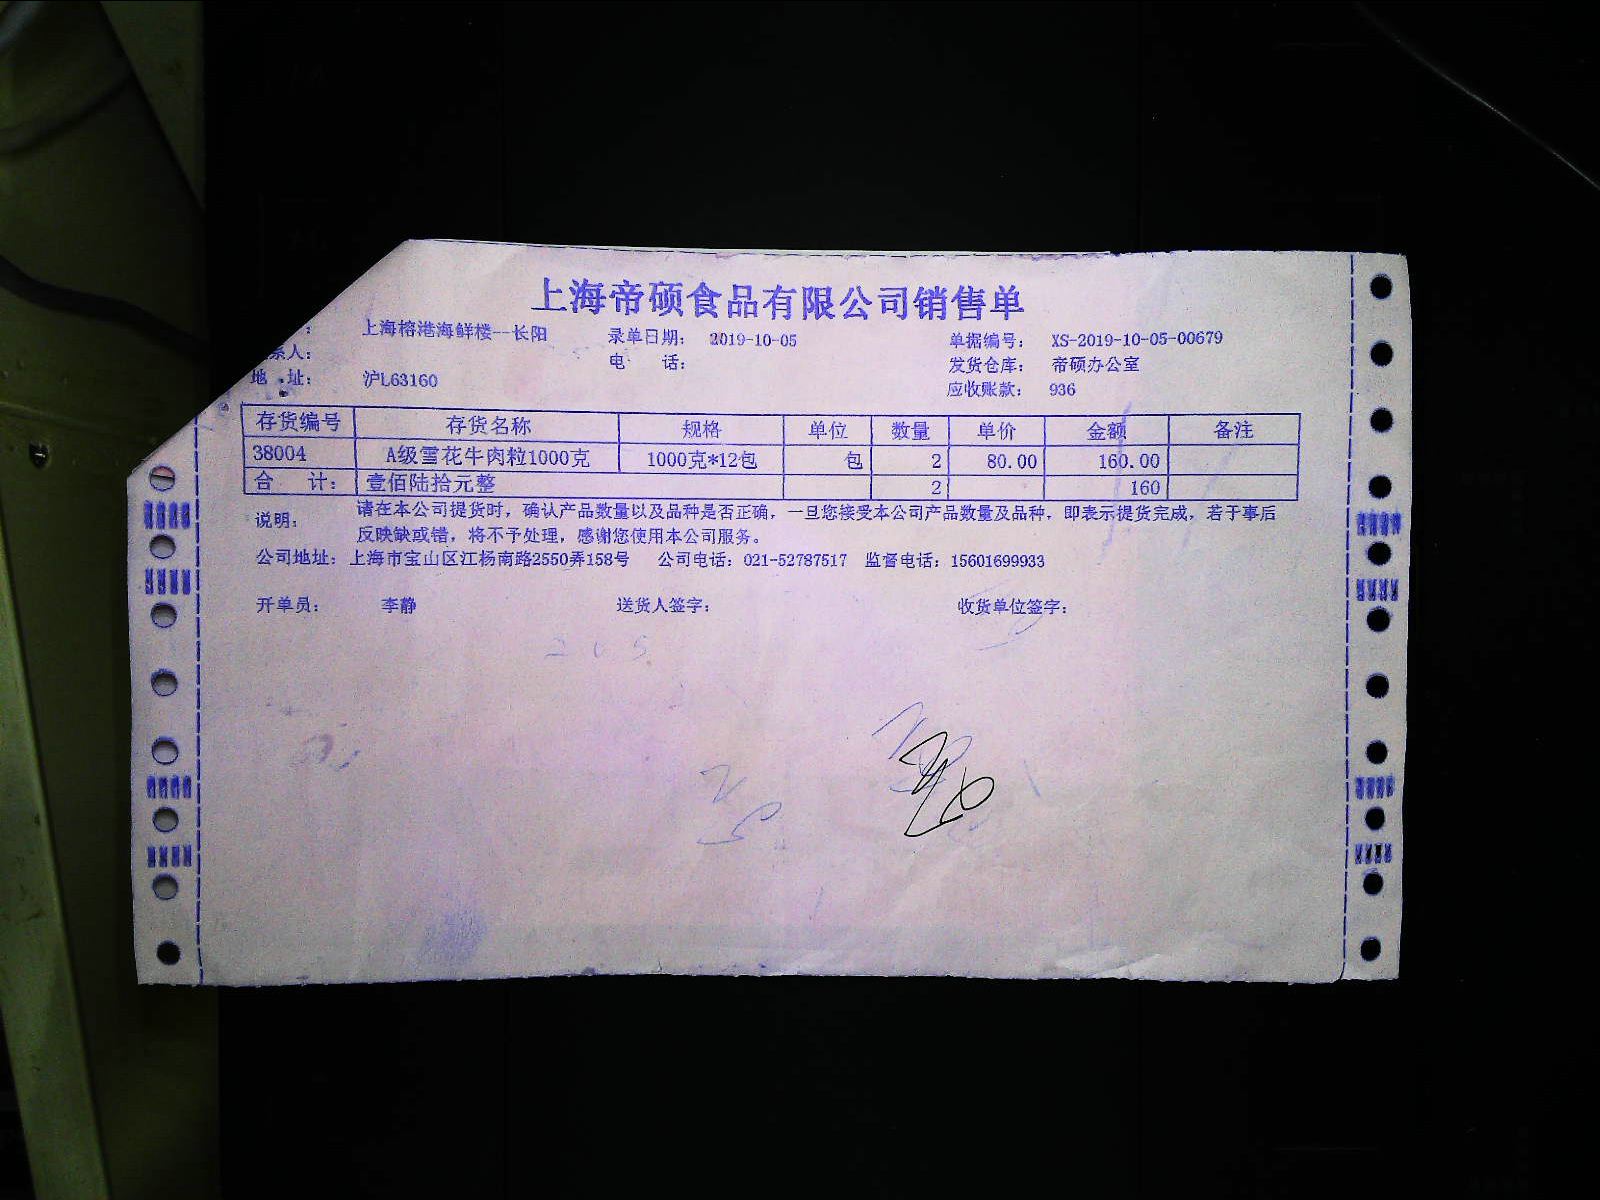 上海帝硕食品有限公司销售单
: 上海榕港海鲜楼--长阳 录单日期: 2019-10-05 单据编号: XS-2019-10-05-00679
系人: 电 话: 发货仓库: 帝硕办公室
地 址: 沪L63160 应收账款: 936
存货编号 存货名称 规格 单位 数量 单价 金额 备注
38004 A级雪花牛肉粒1000克 1000克*12包 包 2 80.00 160.00
合 计: 壹佰陆拾元整 2 160
说明: 请在本公司提货时，确认产品数量以及品种是否正确，一旦您接受本公司产品数量及品种，即表示提货完成，若于事后
反映缺或错，将不予处理，感谢您使用本公司服务。
公司地址: 上海市宝山区江杨南路2550弄158号 公司电话: 021-52787517 监督电话: 15601699933
开单员: 李静 送货人签字: 收货单位签字: